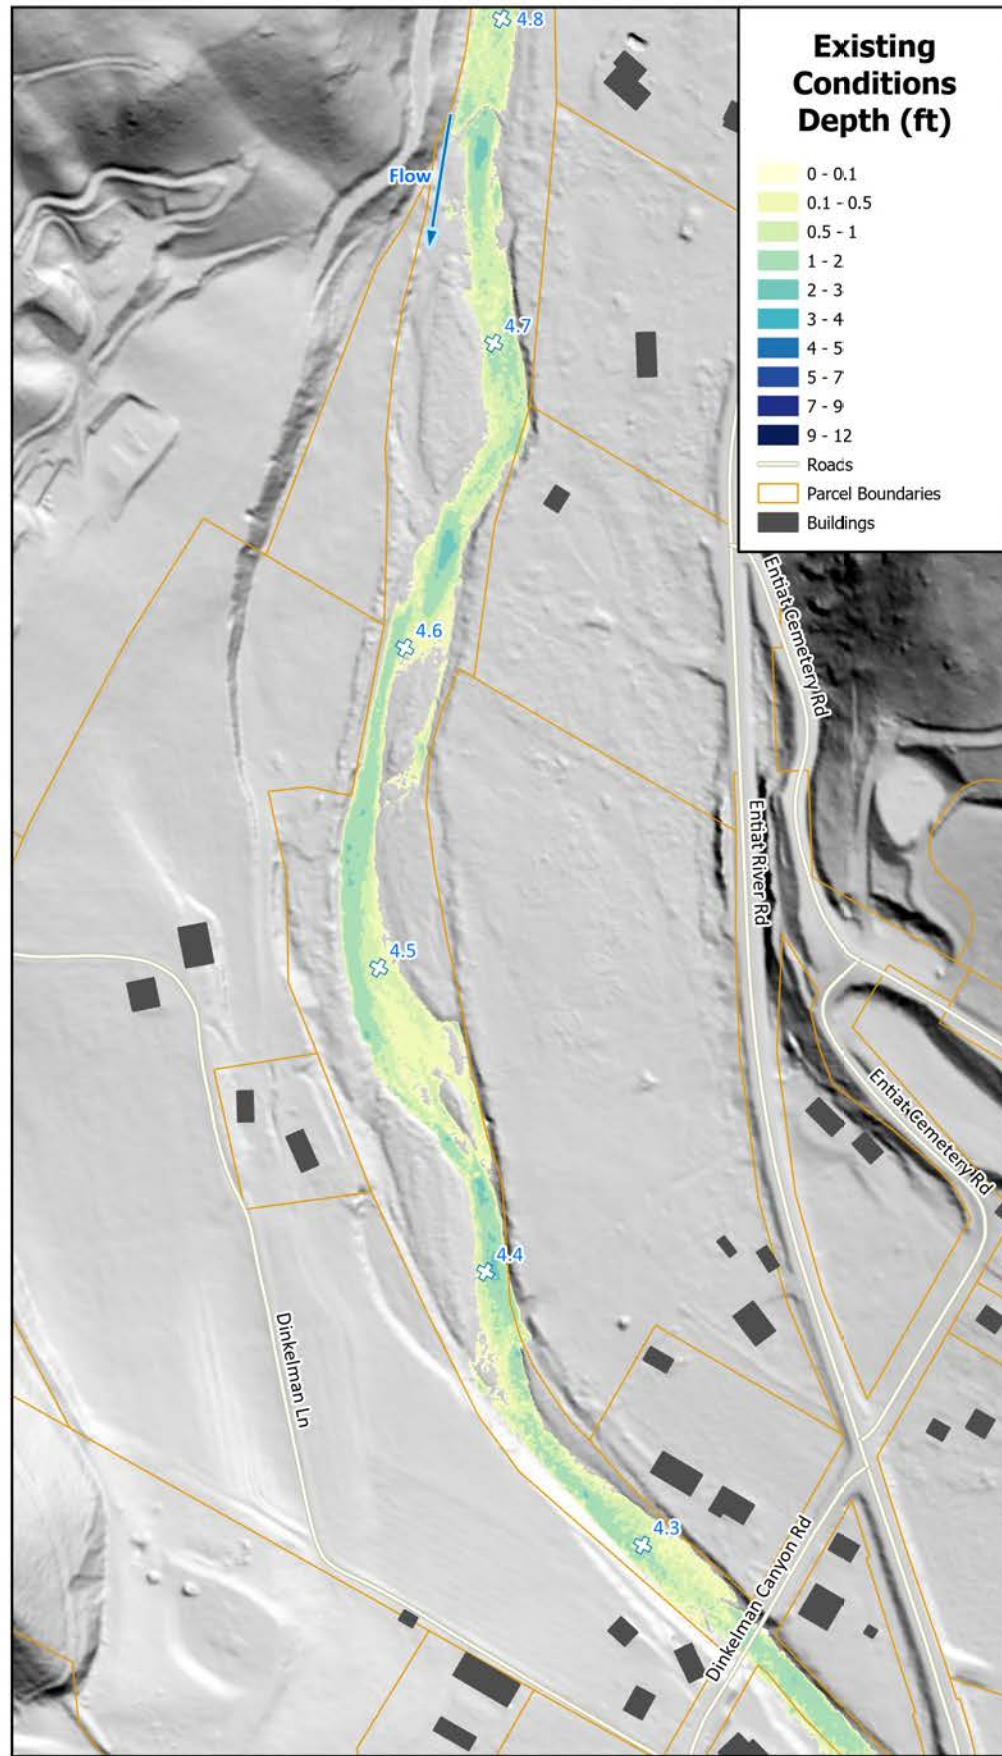 Existing
Conditions
Depth (ft)
0 - 0.1
0.1 - 0.5
0.5 - 1
1 - 2
2 - 3
3 - 4
4 - 5
5 - 7
7 - 9
9 - 12
Roads
Parcel Boundaries
Buildings
4.8
Flow
4.7
4.6
Entiat Cemetery Rd
Entiat River Rd
4.5
Entiat Cemetery Rd
4.4
Dinkelman Ln
4.3
Dinkelman Canyon Rd